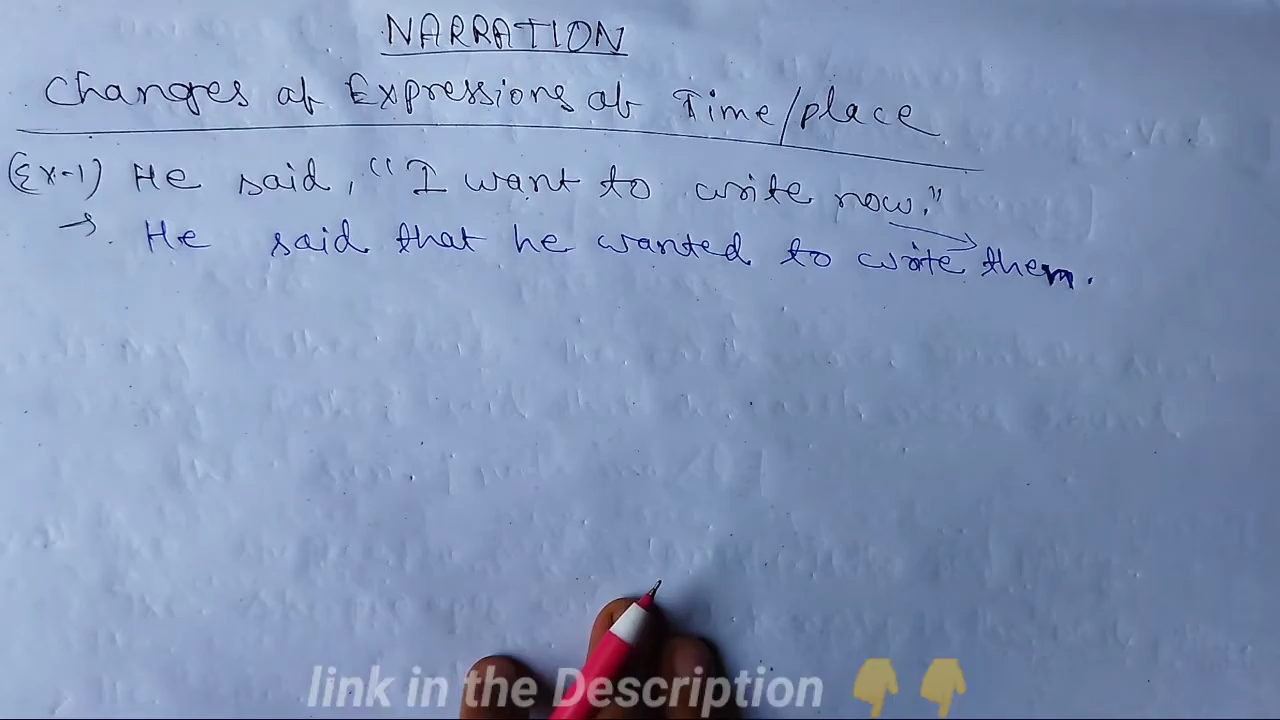 NARRATION
Changes of Expressions of Time/place
(Ex-1) He said, "I want to write now."
→ He said that he wanted to write them.
link in the Description 👇👇